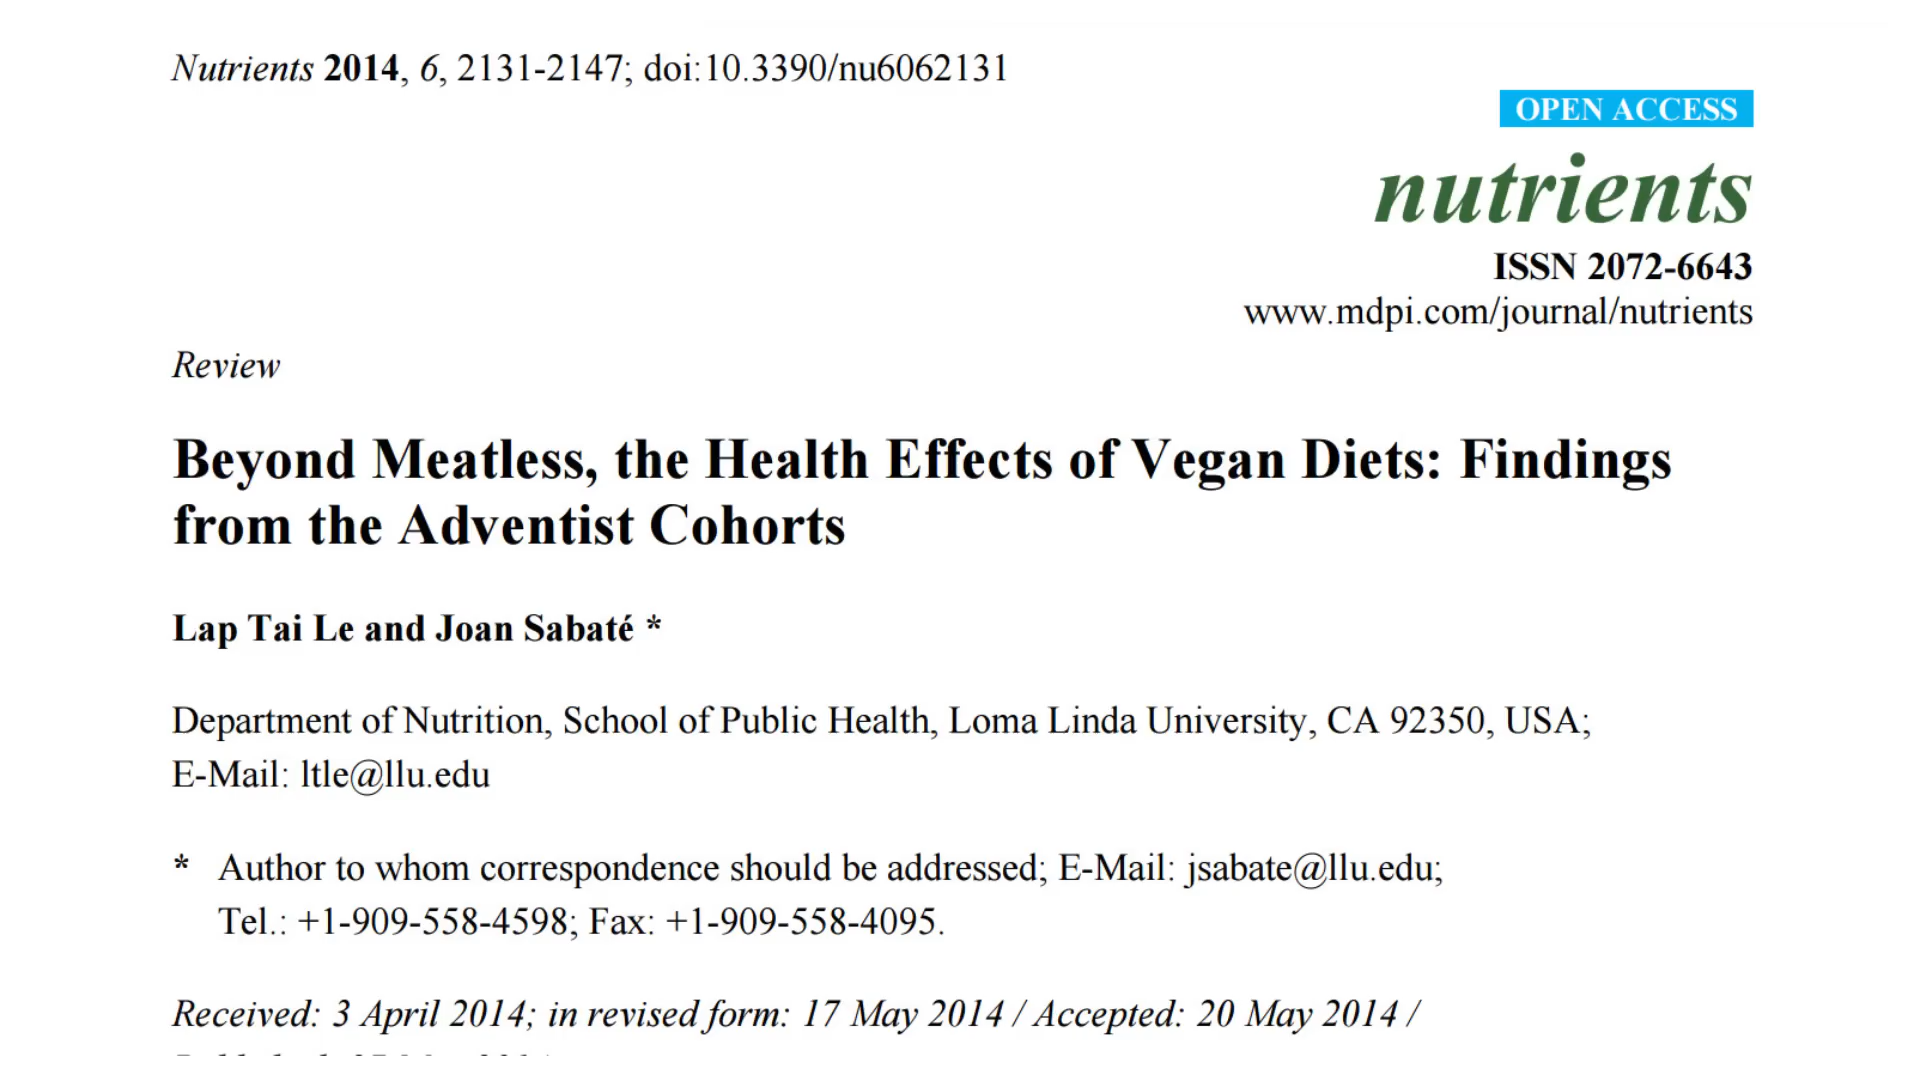 Nutrients 2014, 6, 2131-2147; doi:10.3390/nu6062131
OPEN ACCESS
nutrients
ISSN 2072-6643
www.mdpi.com/journal/nutrients
Review
Beyond Meatless, the Health Effects of Vegan Diets: Findings
from the Adventist Cohorts
Lap Tai Le and Joan Sabaté *
Department of Nutrition, School of Public Health, Loma Linda University, CA 92350, USA;
E-Mail: ltle@llu.edu
* Author to whom correspondence should be addressed; E-Mail: jsabate@llu.edu;
Tel.: +1-909-558-4598; Fax: +1-909-558-4095.
Received: 3 April 2014; in revised form: 17 May 2014 / Accepted: 20 May 2014 /